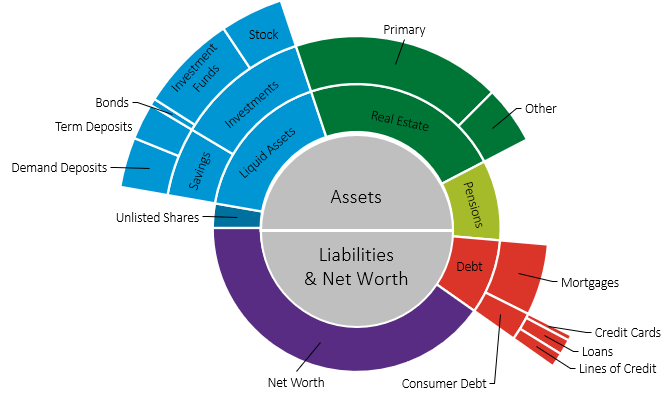 Primary
Stock
Investment
Funds
Bonds
Investments
Other
Real Estate
Term Deposits
Liquid Assets
Demand Deposits
Savings
Assets
Pensions
Unlisted Shares
Liabilities
& Net Worth
Debt
Mortgages
Credit Cards
Loans
Lines of Credit
Net Worth
Consumer Debt